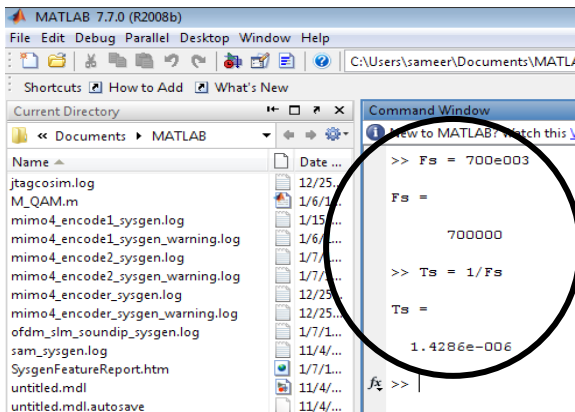 MATLAB 7.7.0 (R2008b)
File Edit Debug Parallel Desktop Window Help
C:\Users\sameer\Documents\MATLA
Shortcuts How to Add What's New
Current Directory
« Documents ▸ MATLAB
Name Date ...
jtagcosim.log 12/25...
M_QAM.m 1/6/1...
mimo4_encode1_sysgen.log 1/15...
mimo4_encode1_sysgen_warning.log 1/6/1...
mimo4_encode2_sysgen.log 1/7/...
mimo4_encode2_sysgen_warning.log 1/7/...
mimo4_encoder_sysgen.log 12/25...
mimo4_encoder_sysgen_warning.log 12/25...
ofdm_slm_soundip_sysgen.log 1/7/1...
sam_sysgen.log 11/4/...
SysgenFeatureReport.htm 1/7/1...
untitled.mdl 11/4/...
untitled.mdl.autosave 11/4/...
Command Window
New to MATLAB? Watch this
>> Fs = 700e003
Fs =
700000
>> Ts = 1/Fs
Ts =
1.4286e-006
fx >>